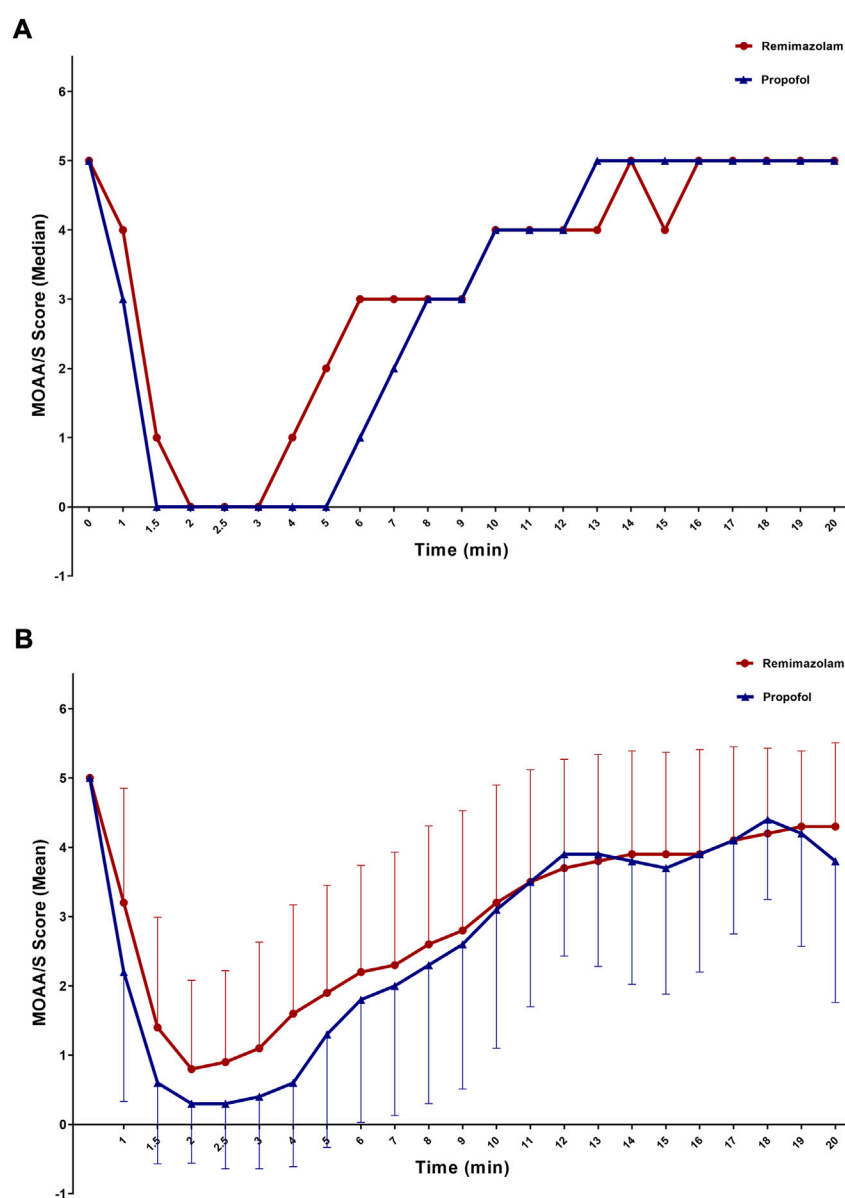 A
Remimazolam
Propofol
MOAA/S Score (Median)
6
5
4
3
2
1
0
-1
0 1 1.5 2 2.5 3 4 5 6 7 8 9 10 11 12 13 14 15 16 17 18 19 20
Time (min)
B
Remimazolam
Propofol
MOAA/S Score (Mean)
6
5
4
3
2
1
0
-1
1 1.5 2 2.5 3 4 5 6 7 8 9 10 11 12 13 14 15 16 17 18 19 20
Time (min)